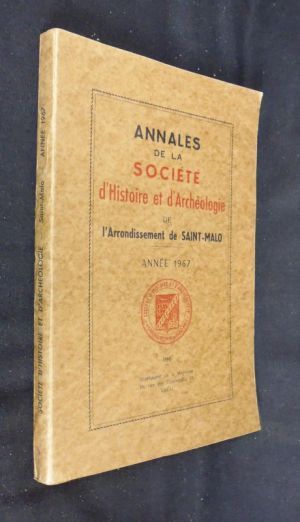 ANNALES
DE LA
SOCIÉTÉ
d'Histoire et d'Archéologie
DE
l'Arrondissement de SAINT-MALO
ANNÉE 1967
SOCIÉTÉ D'HISTOIRE ET D'ARCHÉOLOGIE Saint-Malo ANNÉE 1967